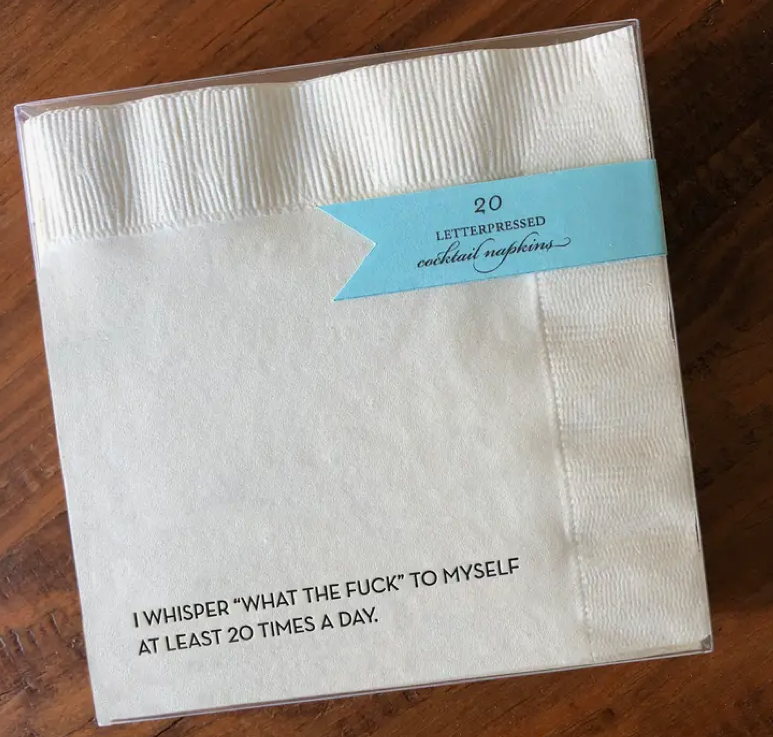 20
LETTERPRESSED
cocktail napkins
I WHISPER “WHAT THE FUCK” TO MYSELF
AT LEAST 20 TIMES A DAY.